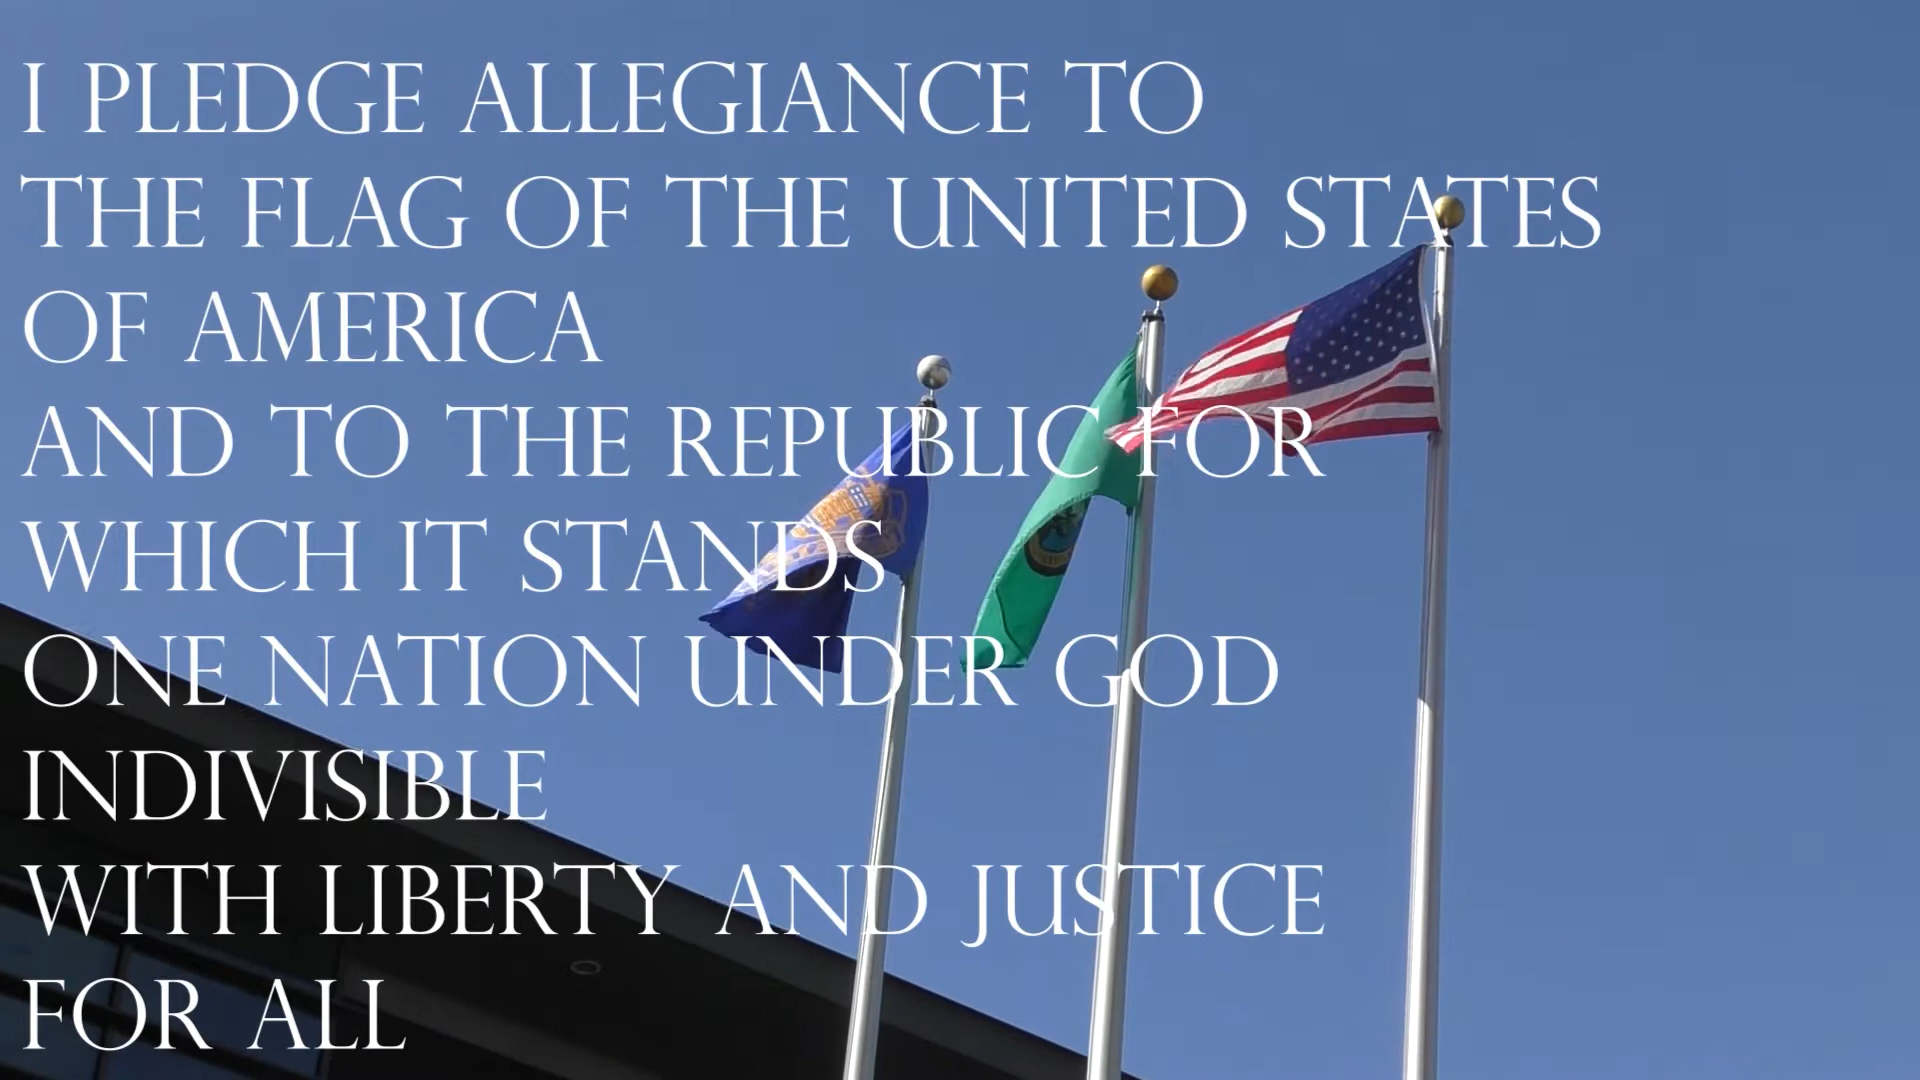 I PLEDGE ALLEGIANCE TO
THE FLAG OF THE UNITED STATES
OF AMERICA
AND TO THE REPUBLIC FOR
WHICH IT STANDS
ONE NATION UNDER GOD
INDIVISIBLE
WITH LIBERTY AND JUSTICE
FOR ALL